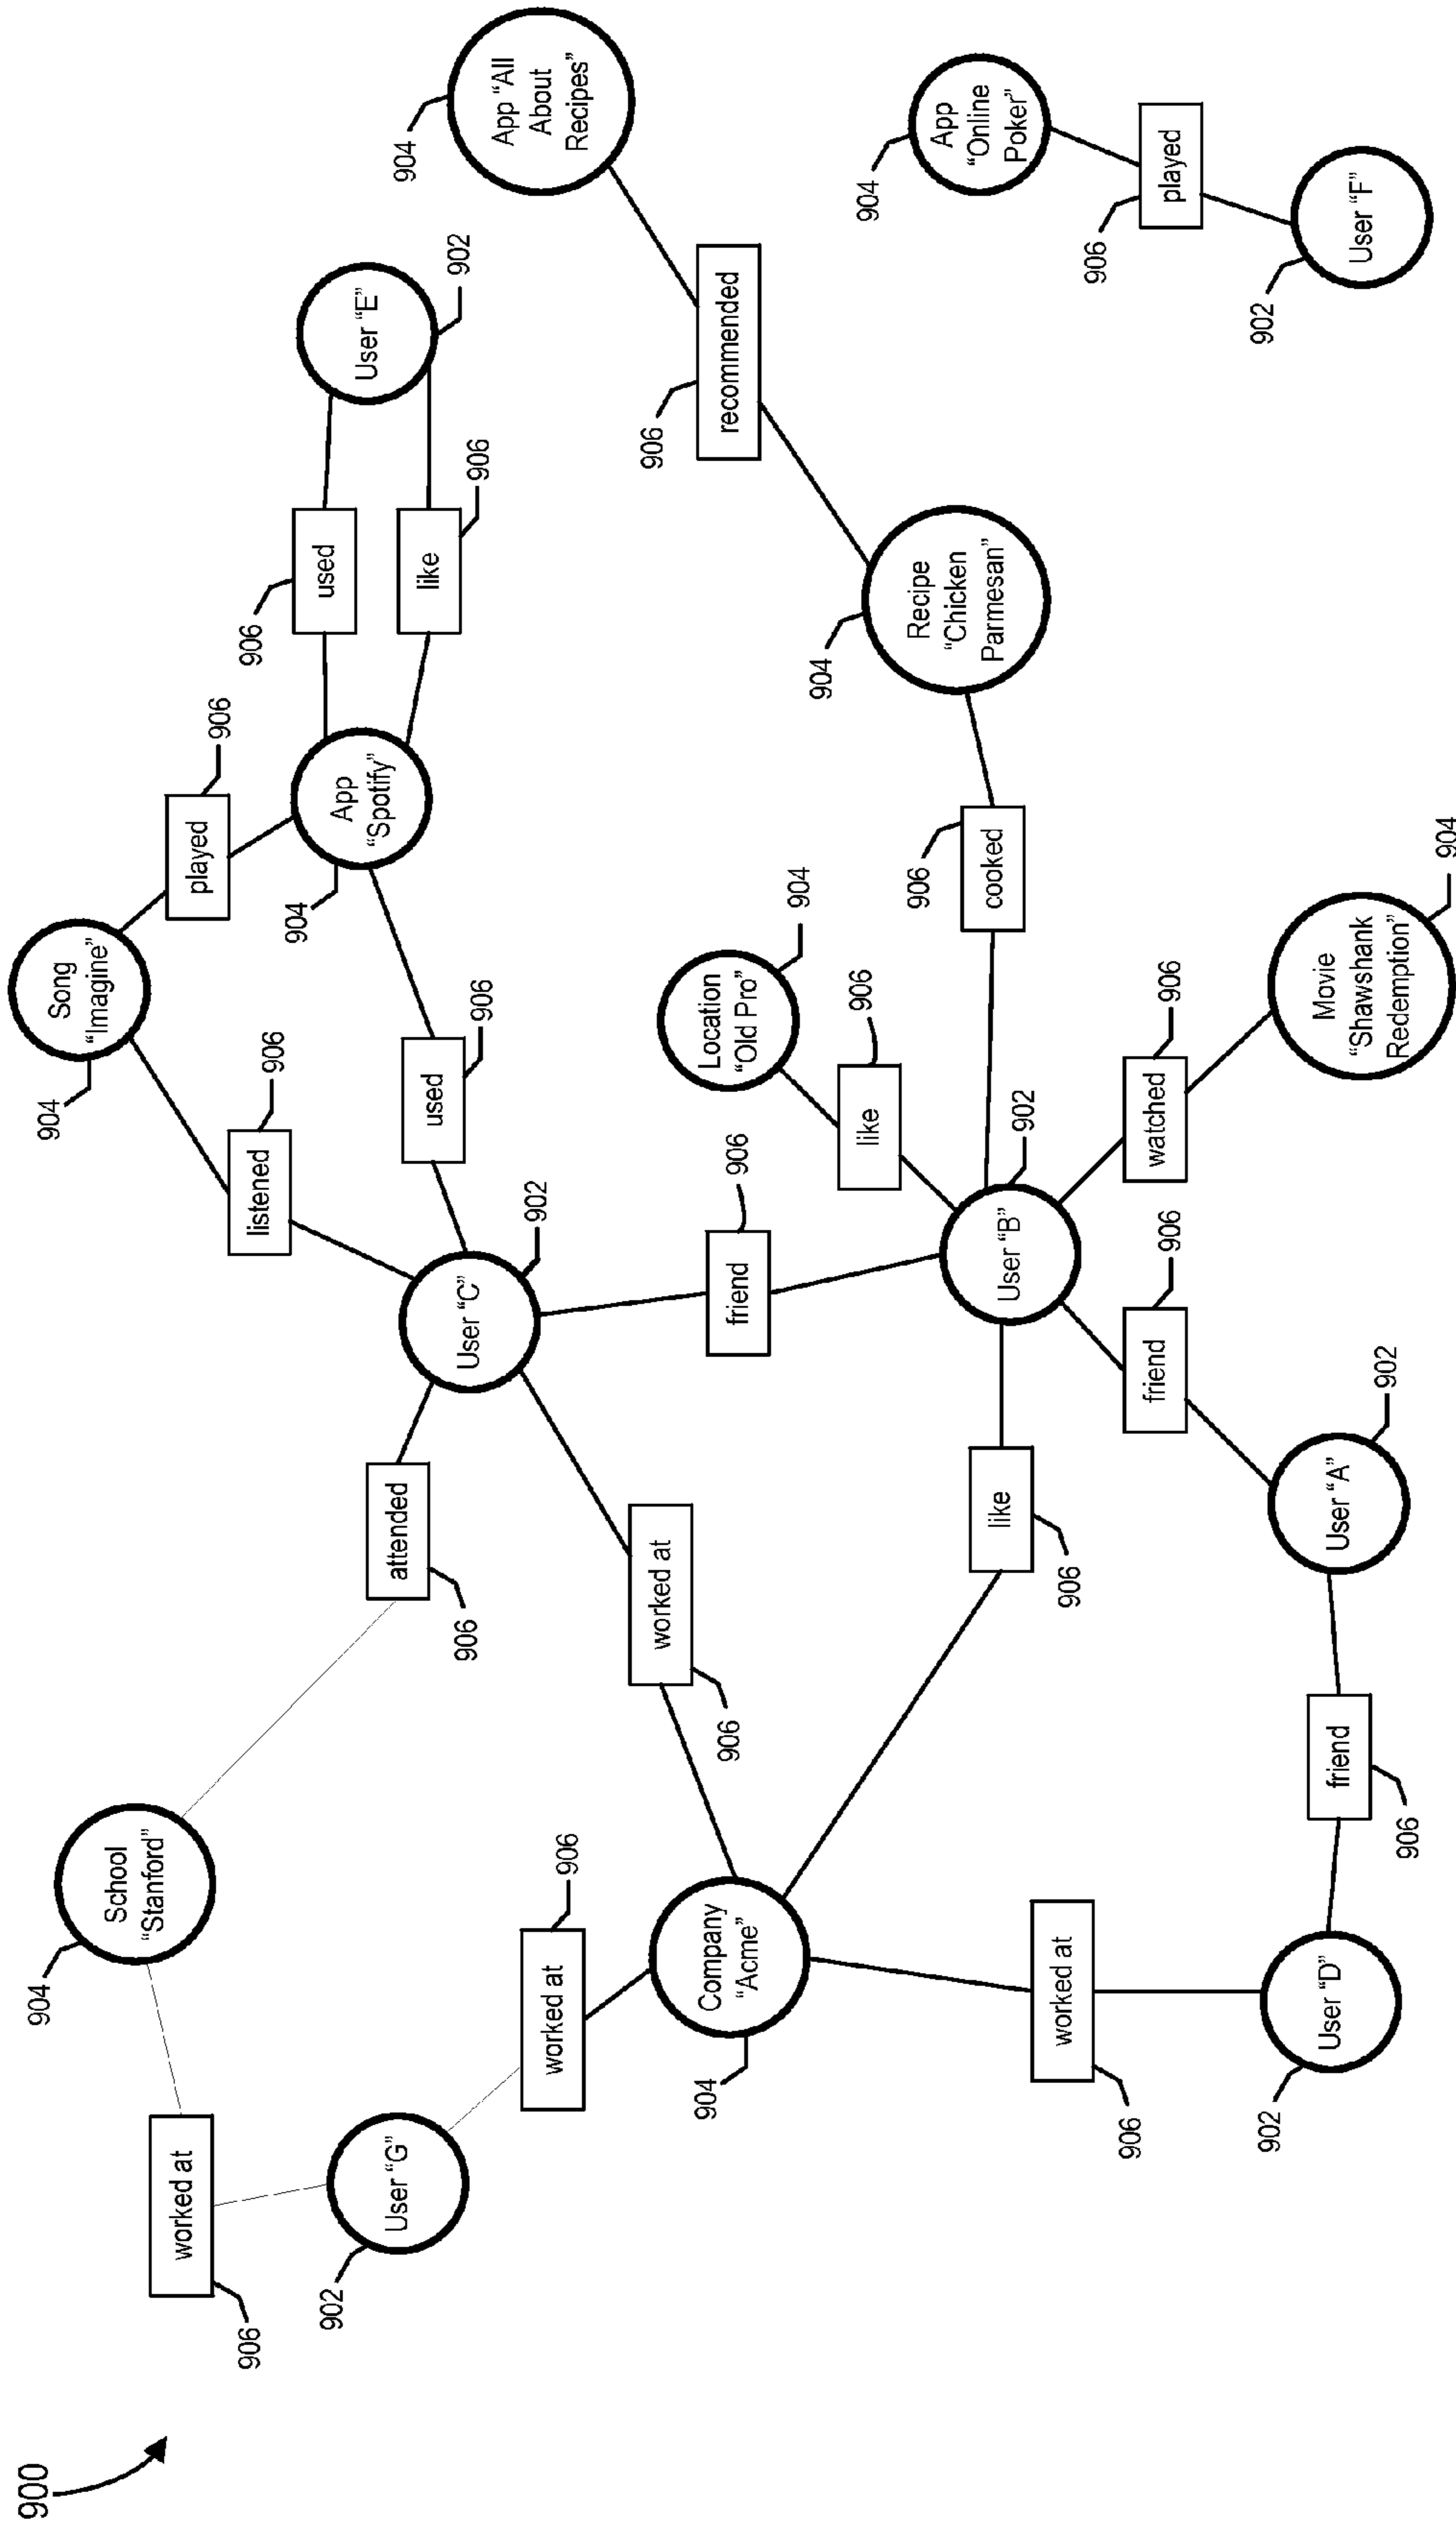 900
906
worked at
904
School
"Stanford"
904
Song
"Imagine"
906
played
906
listened
906
902
User "G"
906
attended
User "C"
902
906
used
904
App
"Spotify"
906
used
User "E"
902
like
906
904
App "All
About
Recipes"
worked at
906
worked at
906
friend
906
Location
"Old Pro"
904
906
recommended
904
Company
"Acme"
like
906
904
Recipe
"Chicken
Parmesan"
like
906
User "B"
902
906
cooked
904
App
"Online
Poker"
worked at
906
friend
906
watched
906
906
played
902
User "D"
friend
906
User "A"
902
Movie
"Shawshank
Redemption"
904
902
User "F"